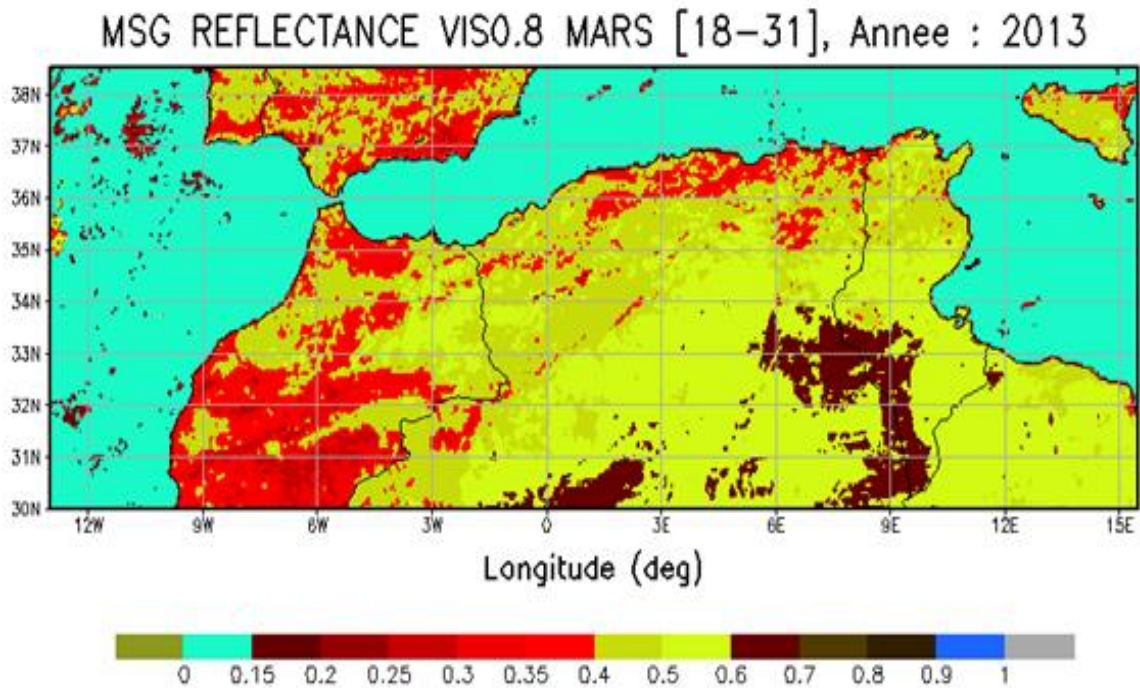 MSG REFLECTANCE VIS0.8 MARS [18-31], Annee : 2013
38N
37N
36N
35N
34N
33N
32N
31N
30N
12W 9W 6W 3W 0 3E 6E 9E 12E 15E
Longitude (deg)
0 0.15 0.2 0.25 0.3 0.35 0.4 0.5 0.6 0.7 0.8 0.9 1